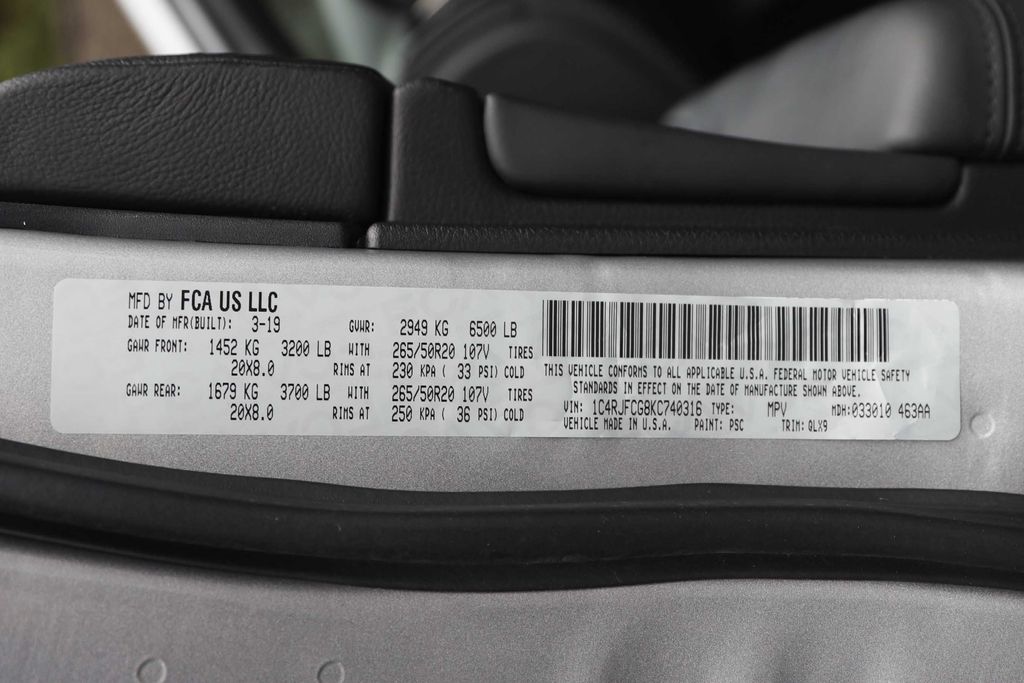 MFD BY FCA US LLC
DATE OF MFR(BUILT): 3-19 GVWR: 2949 KG 6500 LB
GAWR FRONT: 1452 KG 3200 LB WITH 265/50R20 107V TIRES
20X8.0 RIMS AT 230 KPA ( 33 PSI) COLD
GAWR REAR: 1679 KG 3700 LB WITH 265/50R20 107V TIRES
20X8.0 RIMS AT 250 KPA ( 36 PSI) COLD
THIS VEHICLE CONFORMS TO ALL APPLICABLE U.S.A. FEDERAL MOTOR VEHICLE SAFETY
STANDARDS IN EFFECT ON THE DATE OF MANUFACTURE SHOWN ABOVE.
VIN: 1C4RJFCG8KC740316 TYPE: MPV MDH:033010 463AA
VEHICLE MADE IN U.S.A. PAINT: PSC TRIM: QLX9